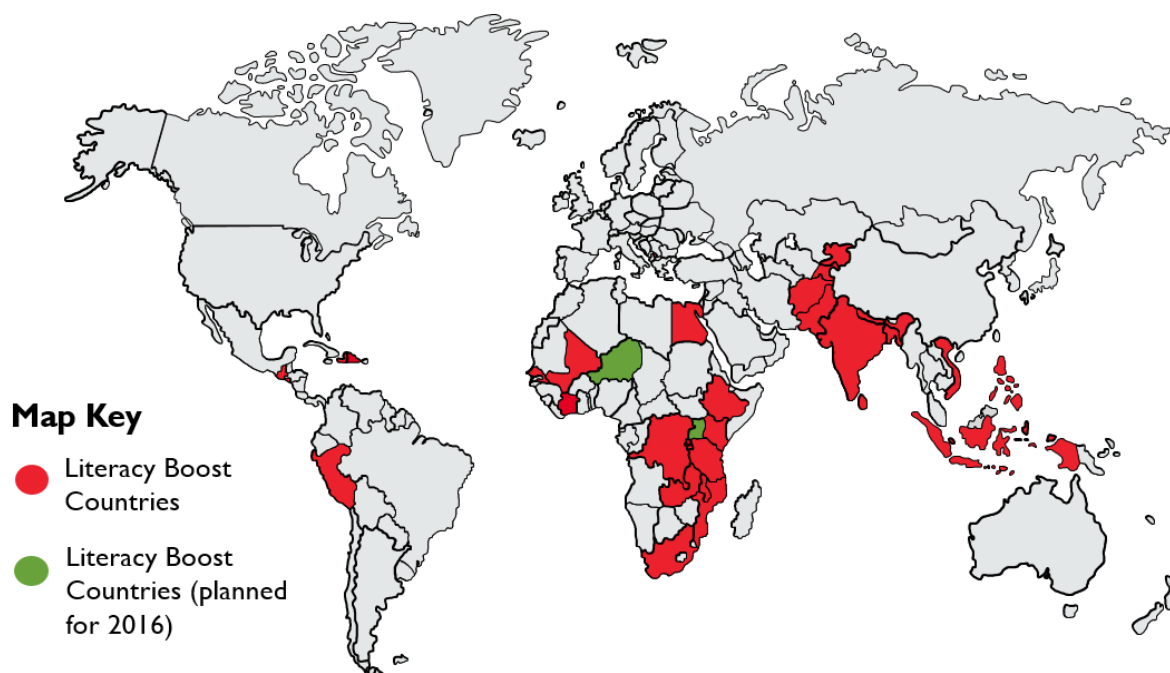 Map Key
Literacy Boost
Countries
Literacy Boost
Countries (planned
for 2016)